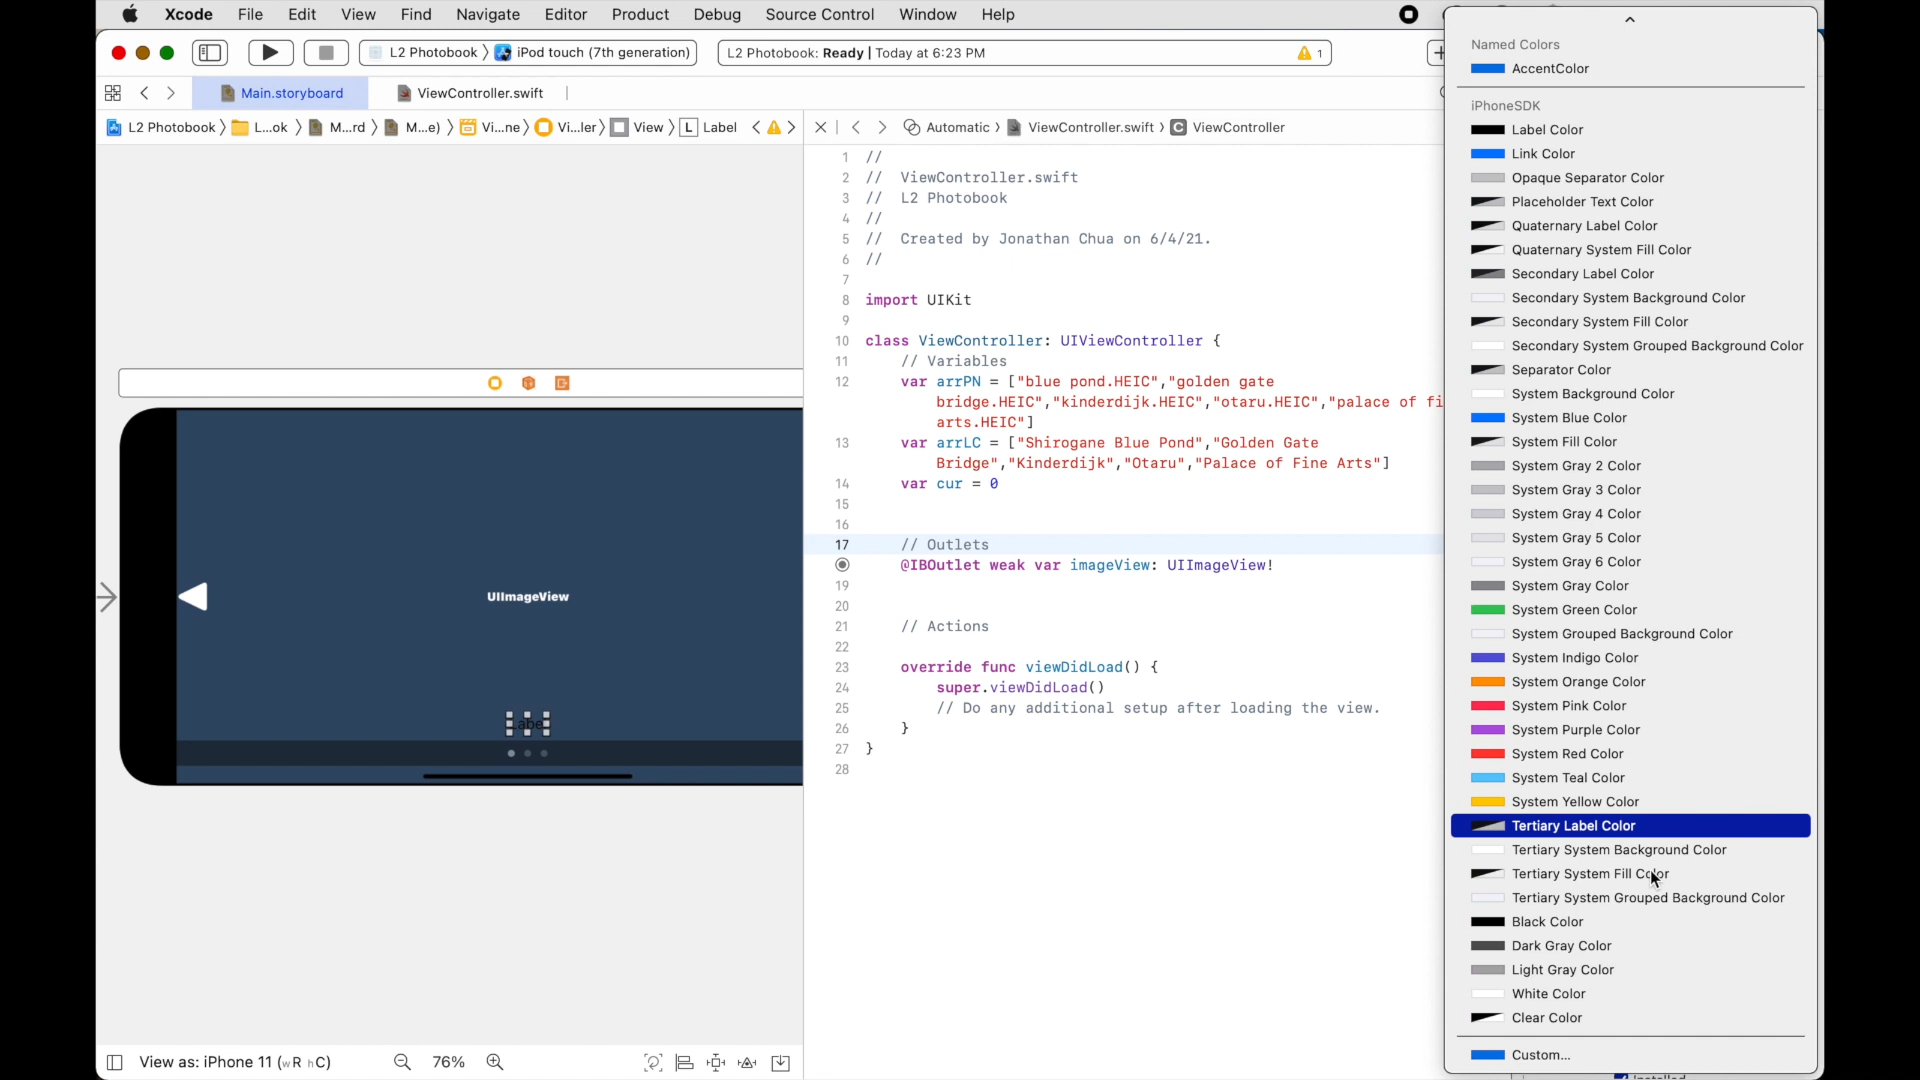 Xcode File Edit View Find Navigate Editor Product Debug Source Control Window Help
L2 Photobook 〉 iPod touch (7th generation) L2 Photobook: Ready | Today at 6:23 PM 1
Main.storyboard ViewController.swift
L2 Photobook 〉 L...ok 〉 M...rd 〉 M...e) 〉 Vi...ne 〉 Vi...ler 〉 View 〉 L Label
Automatic 〉 ViewController.swift 〉 C ViewController
1 //
2 // ViewController.swift
3 // L2 Photobook
4 //
5 // Created by Jonathan Chua on 6/4/21.
6 //
7
8 import UIKit
9
10 class ViewController: UIViewController {
11 // Variables
12 var arrPN = ["blue pond.HEIC","golden gate
bridge.HEIC","kinderdijk.HEIC","otaru.HEIC","palace of fi
arts.HEIC"]
13 var arrLC = ["Shirogane Blue Pond","Golden Gate
Bridge","Kinderdijk","Otaru","Palace of Fine Arts"]
14 var cur = 0
15
16
17 // Outlets
@IBOutlet weak var imageView: UIImageView!
19
20
21 // Actions
22
23 override func viewDidLoad() {
24 super.viewDidLoad()
25 // Do any additional setup after loading the view.
26 }
27 }
28
UIImageView
View as: iPhone 11 (wR hC) 76%
Named Colors
AccentColor
iPhoneSDK
Label Color
Link Color
Opaque Separator Color
Placeholder Text Color
Quaternary Label Color
Quaternary System Fill Color
Secondary Label Color
Secondary System Background Color
Secondary System Fill Color
Secondary System Grouped Background Color
Separator Color
System Background Color
System Blue Color
System Fill Color
System Gray 2 Color
System Gray 3 Color
System Gray 4 Color
System Gray 5 Color
System Gray 6 Color
System Gray Color
System Green Color
System Grouped Background Color
System Indigo Color
System Orange Color
System Pink Color
System Purple Color
System Red Color
System Teal Color
System Yellow Color
Tertiary Label Color
Tertiary System Background Color
Tertiary System Fill Color
Tertiary System Grouped Background Color
Black Color
Dark Gray Color
Light Gray Color
White Color
Clear Color
Custom...